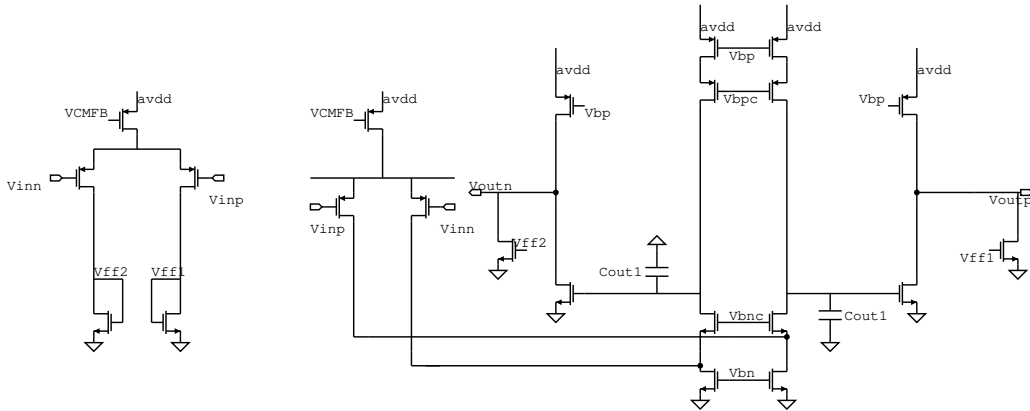 avdd
avdd
Vbp
avdd
avdd
avdd
avdd
VCMFB
VCMFB
Vbpc
Vbp
Vbp
Vinn
Vinp
Voutn
Voutp
Vinp
Vinn
Vff2
Vff1
Vff2
Vff1
Cout1
Vbnc
Cout1
Vbn